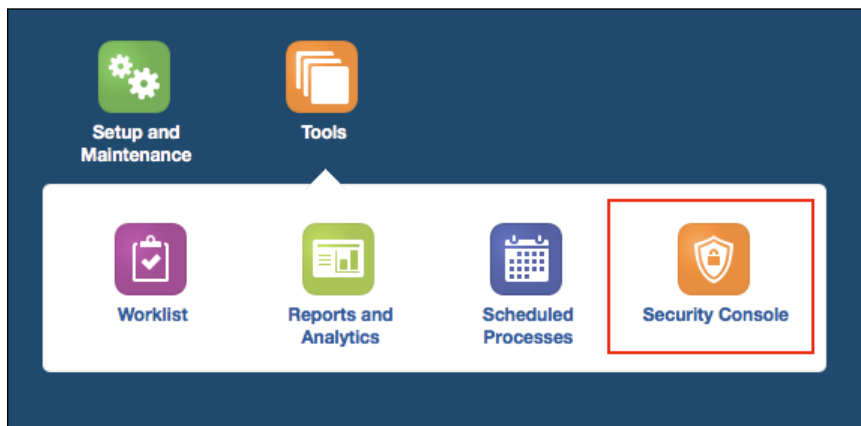 Setup and
Maintenance
Tools
Worklist
Reports and
Analytics
Scheduled
Processes
Security Console